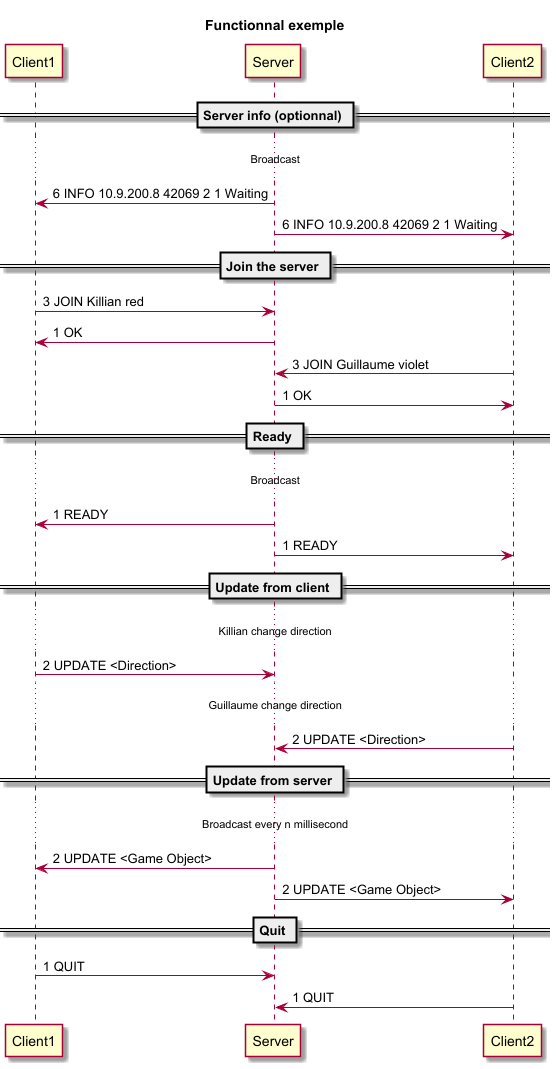 Functionnal exemple
Client1 Server Client2
Server info (optionnal)
Broadcast
6 INFO 10.9.200.8 42069 2 1 Waiting
6 INFO 10.9.200.8 42069 2 1 Waiting
Join the server
3 JOIN Killian red
1 OK
3 JOIN Guillaume violet
1 OK
Ready
Broadcast
1 READY
1 READY
Update from client
Killian change direction
2 UPDATE <Direction>
Guillaume change direction
2 UPDATE <Direction>
Update from server
Broadcast every n millisecond
2 UPDATE <Game Object>
2 UPDATE <Game Object>
Quit
1 QUIT
1 QUIT
Client1 Server Client2